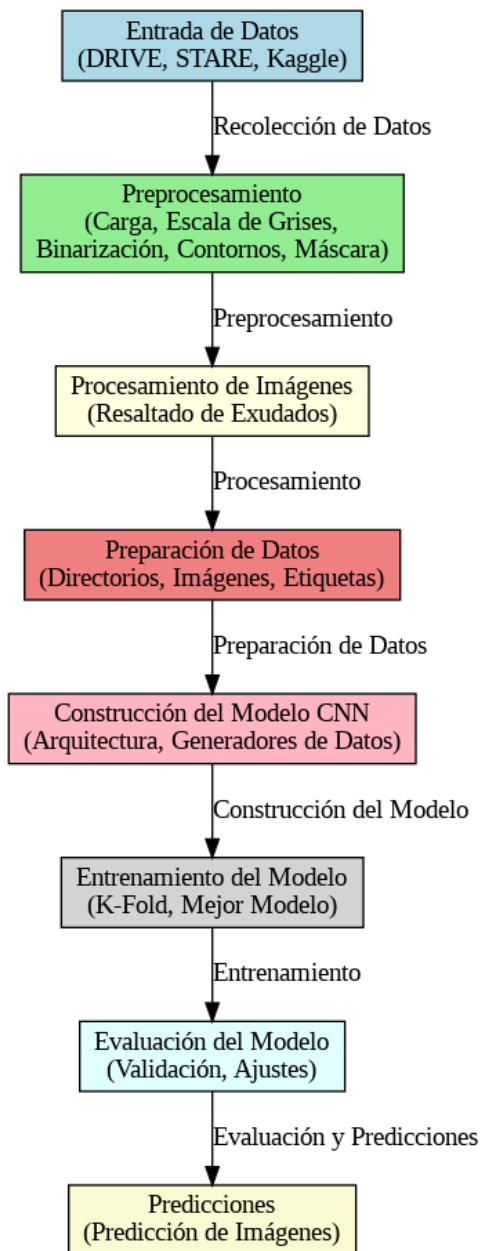 Entrada de Datos
(DRIVE, STARE, Kaggle)
Recolección de Datos
Preprocesamiento
(Carga, Escala de Grises,
Binarización, Contornos, Máscara)
Preprocesamiento
Procesamiento de Imágenes
(Resaltado de Exudados)
Procesamiento
Preparación de Datos
(Directorios, Imágenes, Etiquetas)
Preparación de Datos
Construcción del Modelo CNN
(Arquitectura, Generadores de Datos)
Construcción del Modelo
Entrenamiento del Modelo
(K-Fold, Mejor Modelo)
Entrenamiento
Evaluación del Modelo
(Validación, Ajustes)
Evaluación y Predicciones
Predicciones
(Predicción de Imágenes)